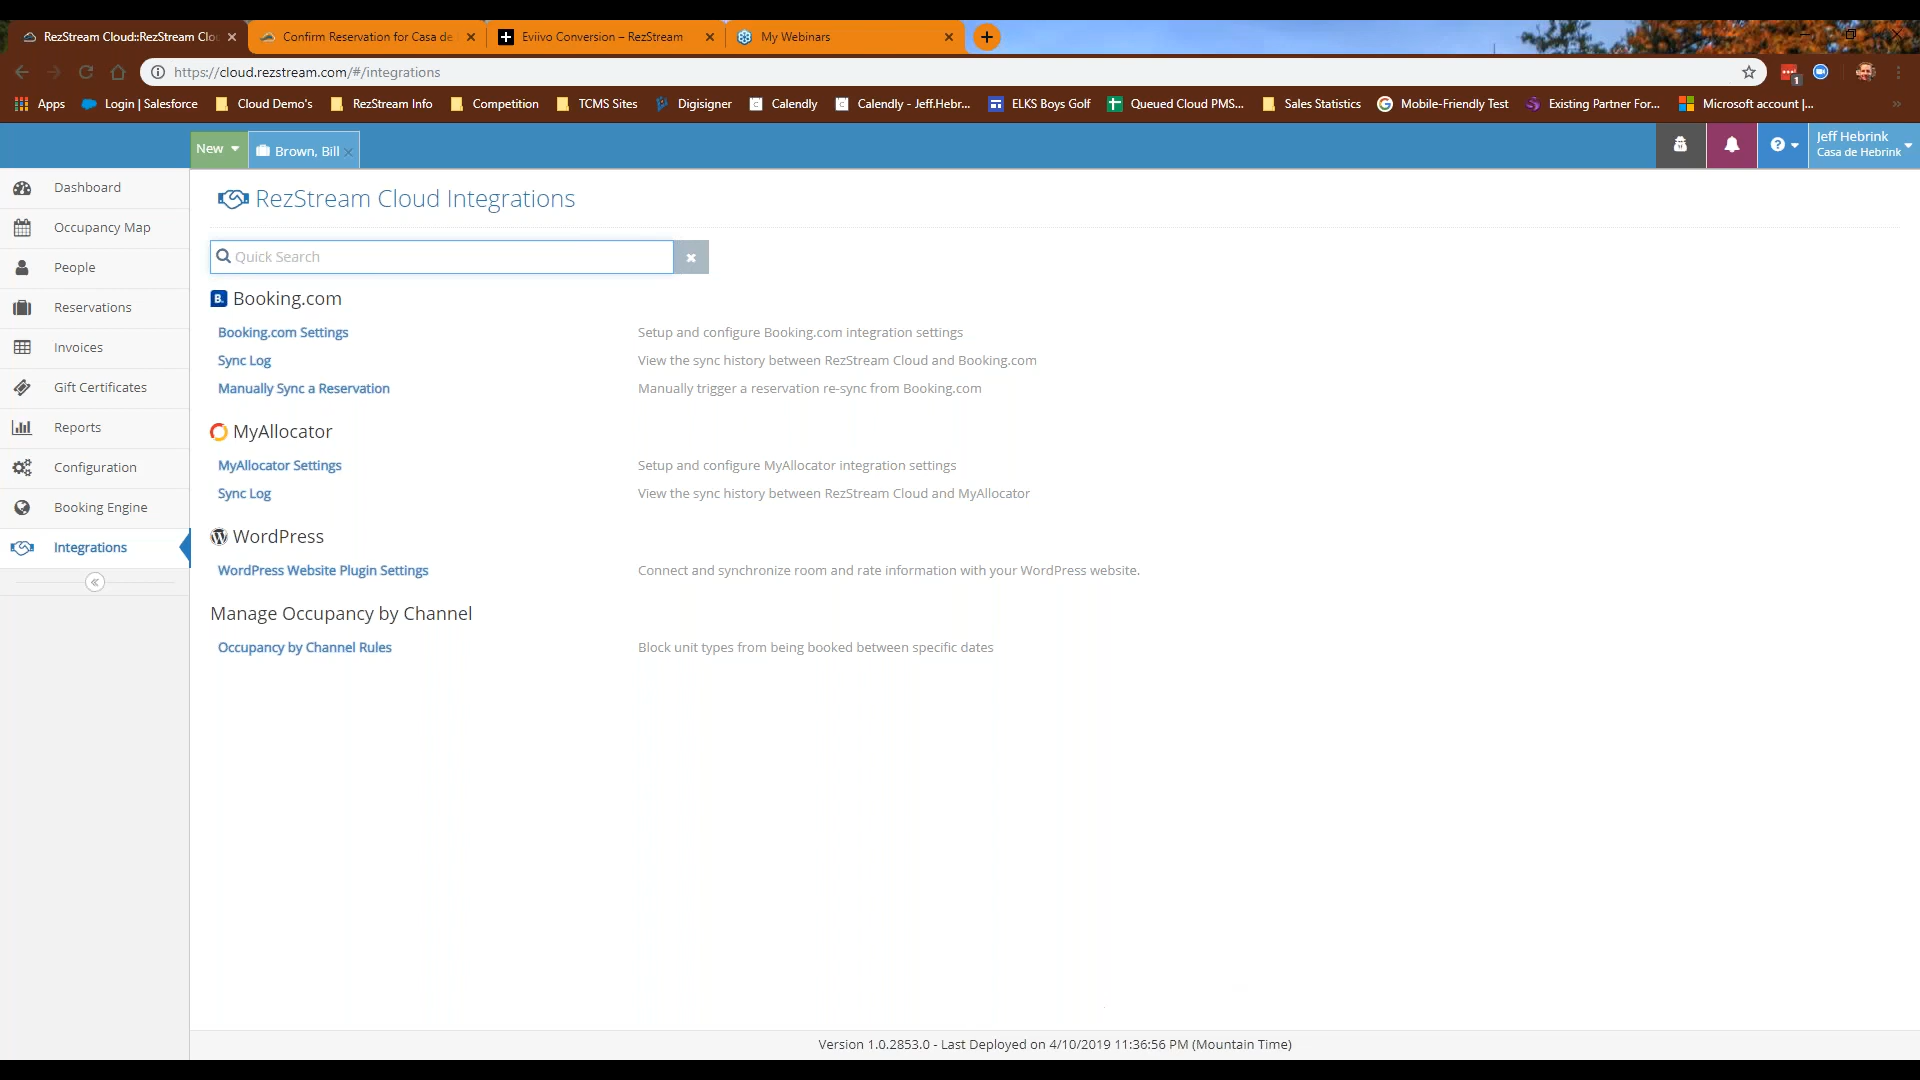 RezStream Cloud::RezStream Clo
Confirm Reservation for Casa de
Eviivo Conversion – RezStream
My Webinars
https://cloud.rezstream.com/#/integrations
1
Apps
Login | Salesforce
Cloud Demo's
RezStream Info
Competition
TCMS Sites
Digisigner
Calendly
Calendly - Jeff.Hebr...
ELKS Boys Golf
Queued Cloud PMS...
Sales Statistics
Mobile-Friendly Test
Existing Partner For...
Microsoft account |...
New
Brown, Bill
Jeff Hebrink
Casa de Hebrink
Dashboard
Occupancy Map
People
Reservations
Invoices
Gift Certificates
Reports
Configuration
Booking Engine
Integrations
RezStream Cloud Integrations
Quick Search
B. Booking.com
Booking.com Settings Setup and configure Booking.com integration settings
Sync Log View the sync history between RezStream Cloud and Booking.com
Manually Sync a Reservation Manually trigger a reservation re-sync from Booking.com
MyAllocator
MyAllocator Settings Setup and configure MyAllocator integration settings
Sync Log View the sync history between RezStream Cloud and MyAllocator
WordPress
WordPress Website Plugin Settings Connect and synchronize room and rate information with your WordPress website.
Manage Occupancy by Channel
Occupancy by Channel Rules Block unit types from being booked between specific dates
Version 1.0.2853.0 - Last Deployed on 4/10/2019 11:36:56 PM (Mountain Time)